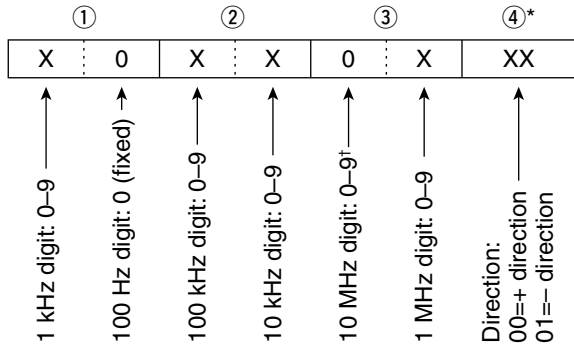 ① ② ③ ④*
X 0 X X 0 X XX
1 kHz digit: 0–9
100 Hz digit: 0 (fixed)
100 kHz digit: 0–9
10 kHz digit: 0–9
10 MHz digit: 0–9†
1 MHz digit: 0–9
Direction:
00=+ direction
01=– direction